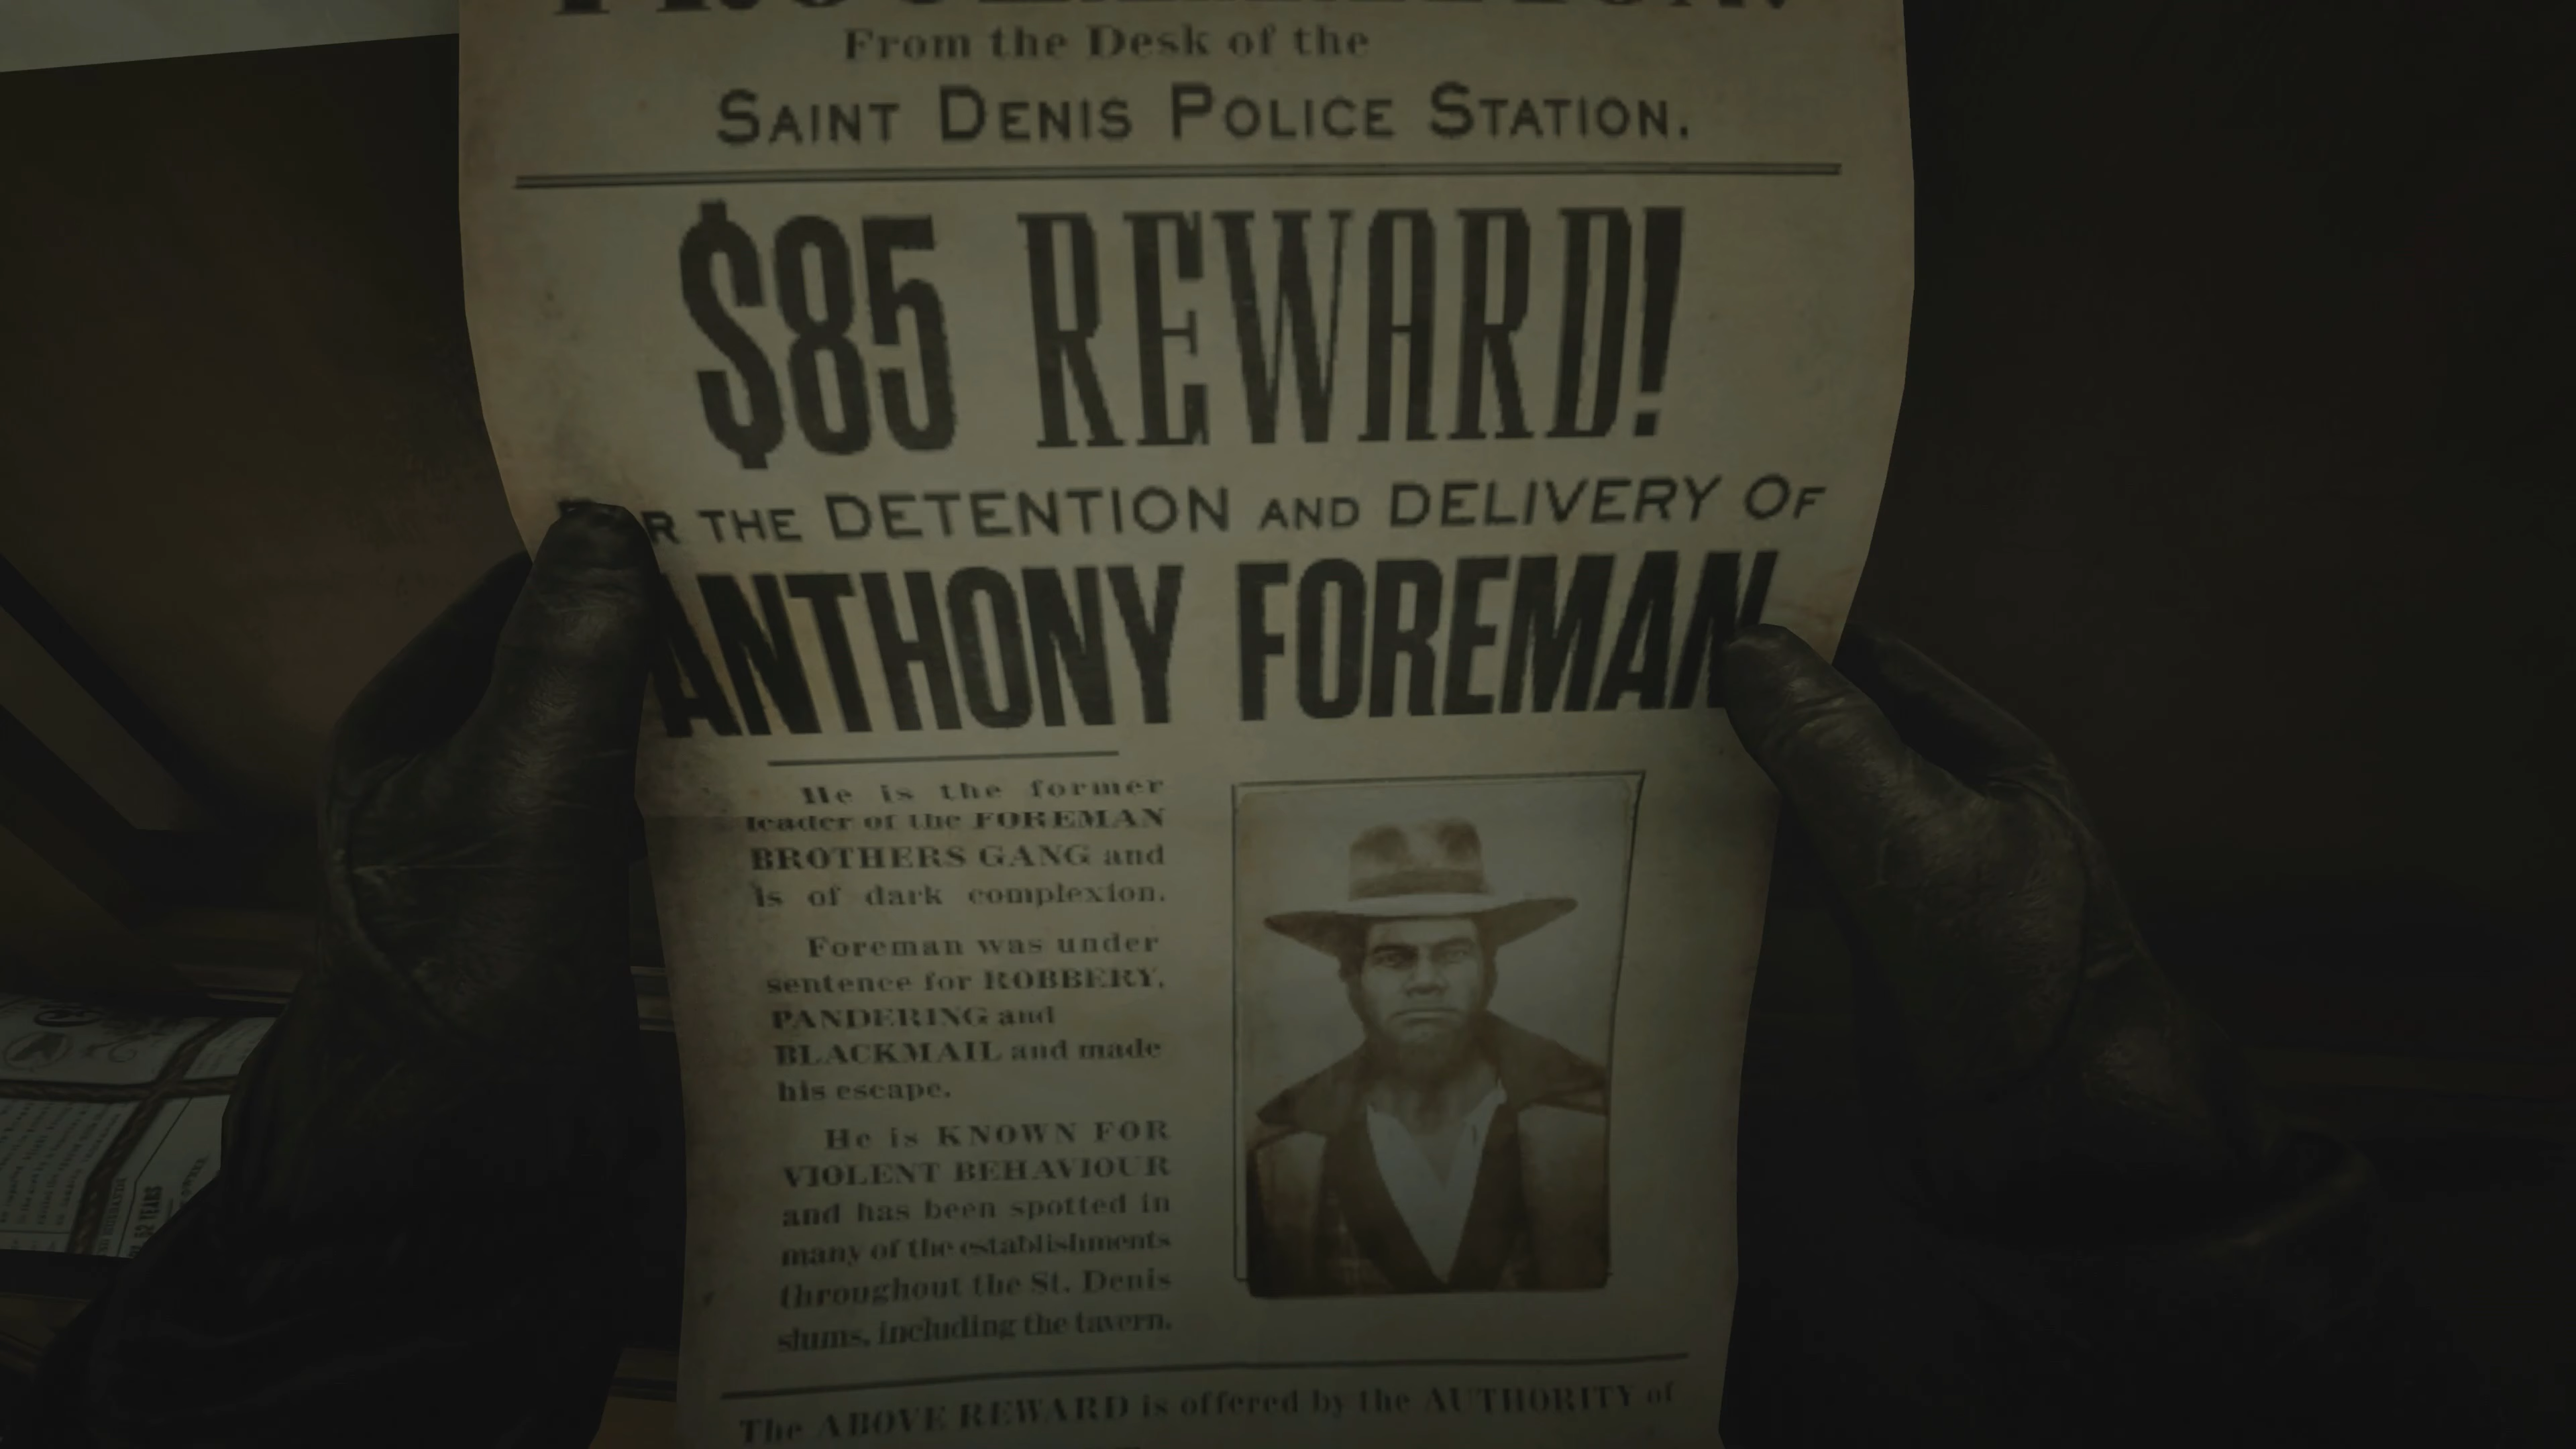 From the Desk of the
SAINT DENIS POLICE STATION.
$85 REWARD!
THE DETENTION AND DELIVERY OF
ANTHONY FOREMAN
He is the former
leader of the FOREMAN
BROTHERS GANG and
is of dark complexion.
Foreman was under
sentence for ROBBERY,
PANDERING and
BLACKMAIL and made
his escape.
He is KNOWN FOR
VIOLENT BEHAVIOUR
and has been spotted in
many of the establishments
throughout the St. Denis
slums, including the tavern.
The ABOVE REWARD is offered by the AUTHORITY of
52 YEARS